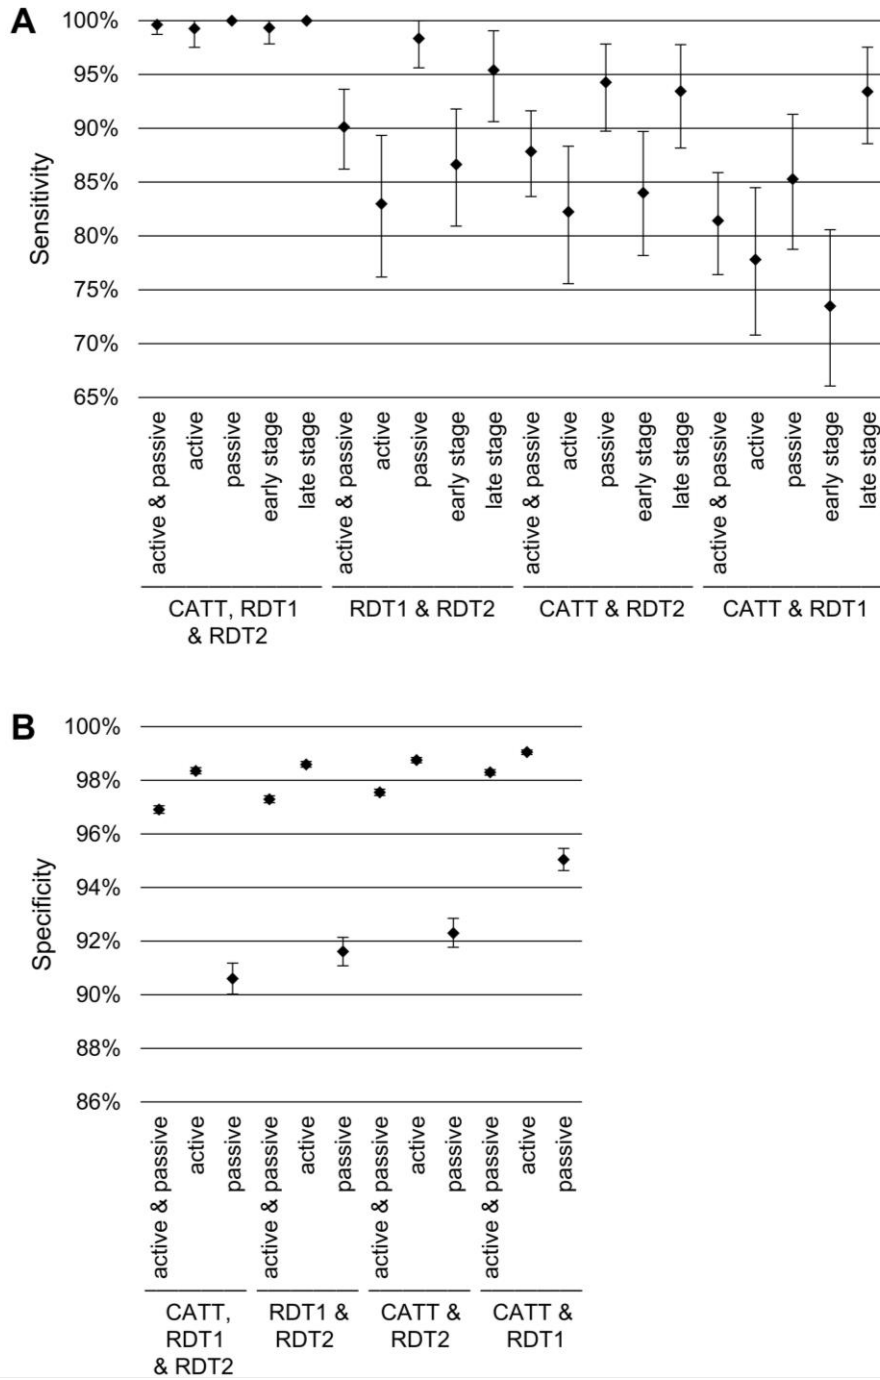 A
Sensitivity
100%
95%
90%
85%
80%
75%
70%
65%
active & passive
active
passive
early stage
late stage
active & passive
active
passive
early stage
late stage
active & passive
active
passive
early stage
late stage
active & passive
active
passive
early stage
late stage
CATT, RDT1
& RDT2
RDT1 & RDT2
CATT & RDT2
CATT & RDT1
B
Specificity
100%
98%
96%
94%
92%
90%
88%
86%
active & passive
active
passive
active & passive
active
passive
active & passive
active
passive
active & passive
active
passive
CATT,
RDT1
& RDT2
RDT1 &
RDT2
CATT &
RDT2
CATT &
RDT1